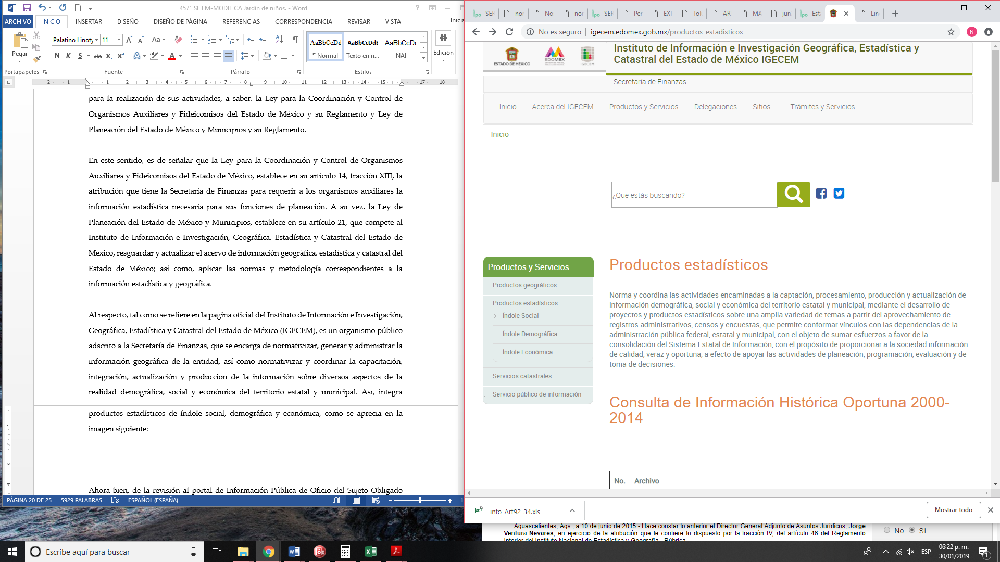 4571 SEIEM-MODIFICA Jardín de niños. - Word
ARCHIVO INICIO INSERTAR DISEÑO DISEÑO DE PÁGINA REFERENCIAS CORRESPONDENCIA REVISAR VISTA Inicia
Pegar
Palatino Linoty 11
AaBbCcDd AaBbCcDdE AaBbCcDı
¶ Normal Texto en n... INAI
Edición
Portapapeles Fuente Párrafo Estilos
para la realización de sus actividades, a saber, la Ley para la Coordinación y Control de
Organismos Auxiliares y Fideicomisos del Estado de México y su Reglamento y Ley de
Planeación del Estado de México y Municipios y su Reglamento.
En este sentido, es de señalar que la Ley para la Coordinación y Control de Organismos
Auxiliares y Fideicomisos del Estado de México, establece en su artículo 14, fracción XIII, la
atribución que tiene la Secretaría de Finanzas para requerir a los organismos auxiliares la
información estadística necesaria para sus funciones de planeación. A su vez, la Ley de
Planeación del Estado de México y Municipios, establece en su artículo 21, que compete al
Instituto de Información e Investigación, Geográfica, Estadística y Catastral del Estado de
México, resguardar y actualizar el acervo de información geográfica, estadística y catastral del
Estado de México; así como, aplicar las normas y metodología correspondientes a la
información estadística y geográfica.
Al respecto, tal como se refiere en la página oficial del Instituto de Información e Investigación,
Geográfica, Estadística y Catastral del Estado de México (IGECEM), es un organismo público
adscrito a la Secretaría de Finanzas, que se encarga de normativizar, generar y administrar la
información geográfica de la entidad, así como normativizar y coordinar la capacitación,
integración, actualización y producción de la información sobre diversos aspectos de la
realidad demográfica, social y económica del territorio estatal y municipal. Así, integra
productos estadísticos de índole social, demográfica y económica, como se aprecia en la
imagen siguiente:
Ahora bien, de la revisión al portal de Información Pública de Oficio del Sujeto Obligado
PÁGINA 20 DE 25 5929 PALABRAS ESPAÑOL (ESPAÑA)
SEF nor No nor SEF Per EXF Tolu ART MA jun Esta Line
No es seguro | igecem.edomex.gob.mx/productos_estadisticos
N
ESTADO DE MÉXICO EDOMÉX IGECEM
Instituto de Información e Investigación Geográfica, Estadística y
Catastral del Estado de México IGECEM
Secretaría de Finanzas
Inicio Acerca del IGECEM Productos y Servicios Delegaciones Sitios Trámites y Servicios
Inicio
¿Que estás buscando?
Productos y Servicios
Productos geográficos
Productos estadísticos
Índole Social
Índole Demográfica
Índole Económica
Servicios catastrales
Servicio público de información
Productos estadísticos
Norma y coordina las actividades encaminadas a la captación, procesamiento, producción y actualización de
información demográfica, social y económica del territorio estatal y municipal, mediante el desarrollo de
proyectos y productos estadísticos sobre una amplia variedad de temas a partir del aprovechamiento de
registros administrativos, censos y encuestas, que permite conformar vínculos con las dependencias de la
administración pública federal, estatal y municipal, con el objeto de sumar esfuerzos a favor de la
consolidación del Sistema Estatal de Información, con el propósito de proporcionar a la sociedad información
de calidad, veraz y oportuna, a efecto de apoyar las actividades de planeación, programación, evaluación y de
toma de decisiones.
Consulta de Información Histórica Oportuna 2000-
2014
No. Archivo
info_Art92_34.xls
Mostrar todo
Aguascalientes, Ags., a 10 de junio de 2015.- Hace constar lo anterior el Director General Adjunto de Asuntos Jurídicos, Jorge
Ventura Nevares, en ejercicio de la atribución que le confiere lo dispuesto por la fracción IV, del artículo 46 del Reglamento
Interior del Instituto Nacional de Estadística y Geografía.- Rúbrica.
No Sí
Escribe aquí para buscar
ESP
06:22 p. m.
30/01/2019
1